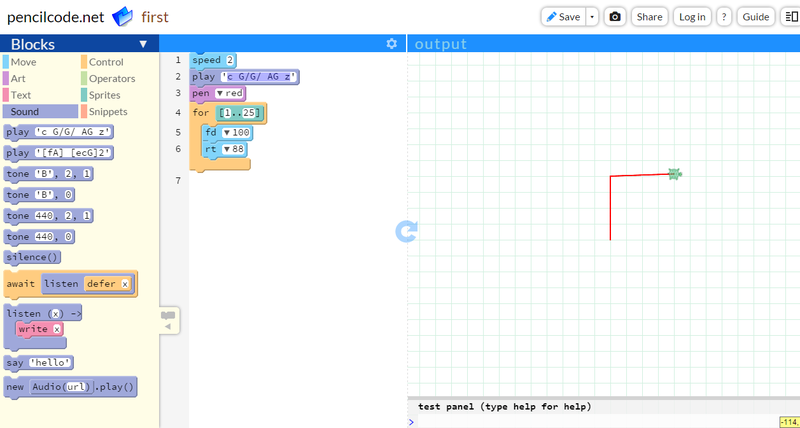 pencilcode.net first Save Share Log in ? Guide
Blocks
output
Move Control
Art Operators
Text Sprites
Sound Snippets
play 'c G/G/ AG z'
play '[fA] [ecG]2'
tone 'B', 2, 1
tone 'B', 0
tone 440, 2, 1
tone 440, 0
silence()
await listen defer x
listen (x) ->
write x
say 'hello'
new Audio(url).play()
1 speed 2
2 play 'c G/G/ AG z'
3 pen red
4 for [1..25]
5 fd 100
6 rt 88
7
test panel (type help for help)
>
-114,